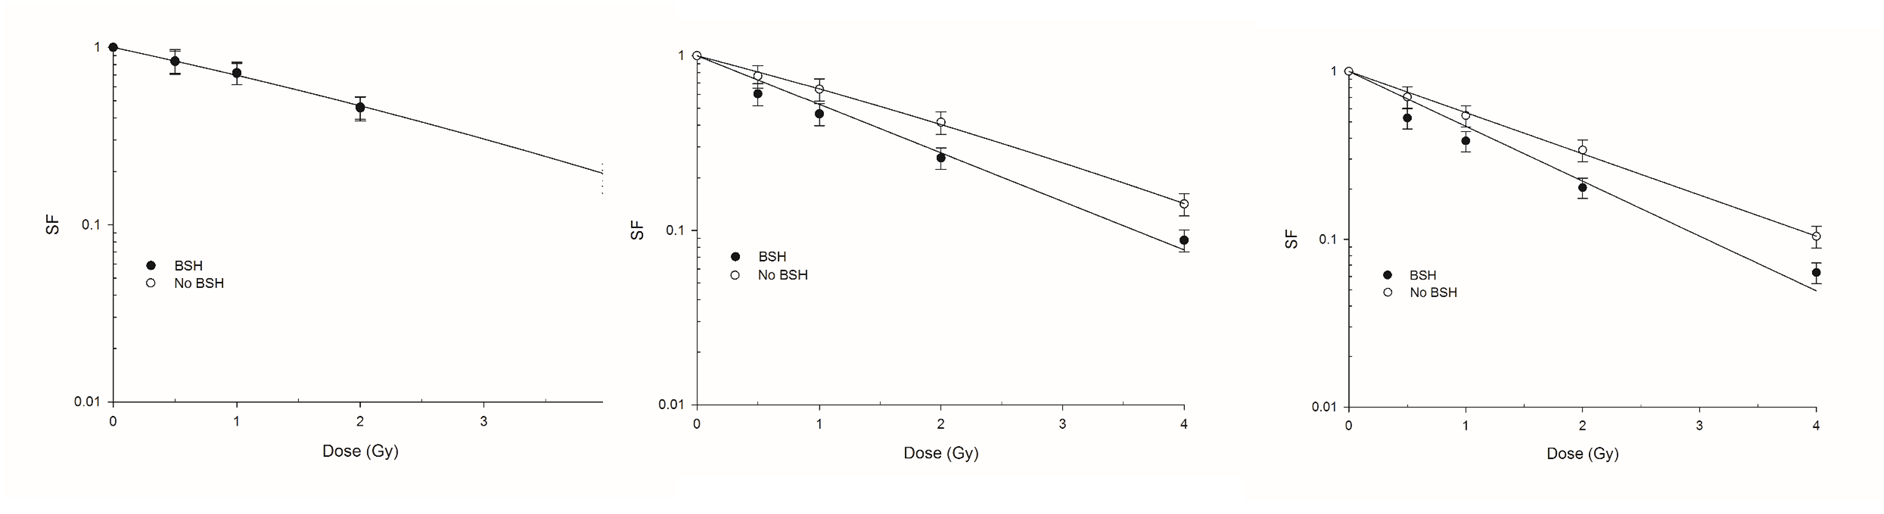 1
0.1
0.01
SF
BSH
No BSH
0 1 2 3
Dose (Gy)
1
0.1
0.01
SF
BSH
No BSH
0 1 2 3 4
Dose (Gy)
1
0.1
0.01
SF
BSH
No BSH
0 1 2 3 4
Dose (Gy)